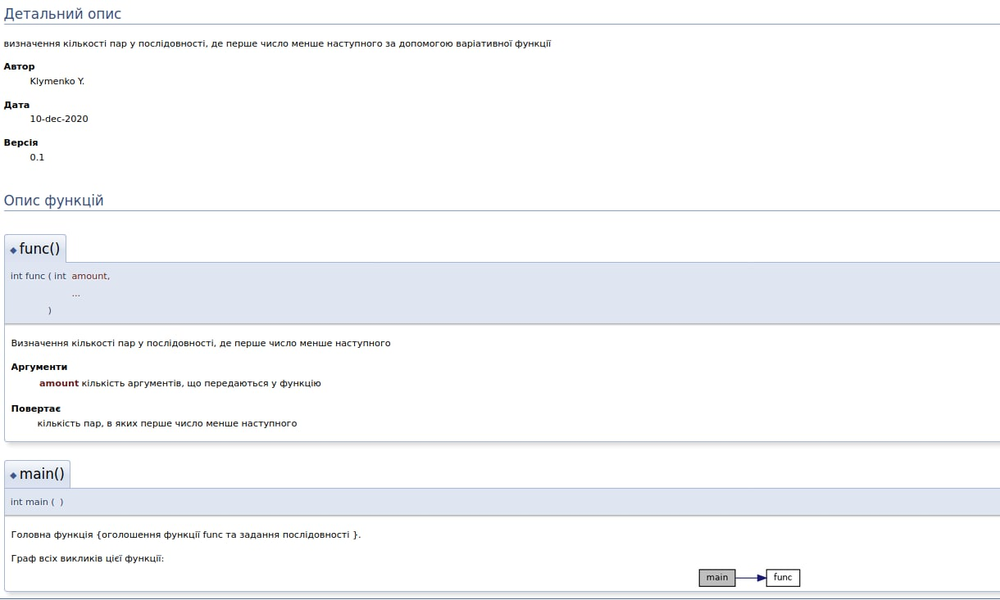 Детальний опис
визначення кількості пар у послідовності, де перше число менше наступного за допомогою варіативної функції
Автор
Klymenko Y.
Дата
10-dec-2020
Версія
0.1
Опис функцій
◆ func()
int func ( int amount,
...
)
Визначення кількості пар у послідовності, де перше число менше наступного
Аргументи
amount кількість аргументів, що передаються у функцію
Повертає
кількість пар, в яких перше число менше наступного
◆ main()
int main ( )
Головна функція {оголошення функції func та задання послідовності }.
Граф всіх викликів цієї функції:
main func